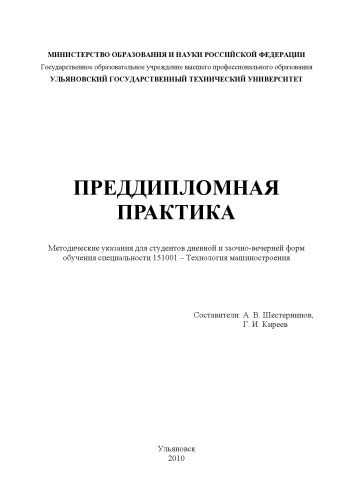 МИНИСТЕРСТВО ОБРАЗОВАНИЯ И НАУКИ РОССИЙСКОЙ ФЕДЕРАЦИИ
Государственное образовательное учреждение высшего профессионального образования
УЛЬЯНОВСКИЙ ГОСУДАРСТВЕННЫЙ ТЕХНИЧЕСКИЙ УНИВЕРСИТЕТ
ПРЕДДИПЛОМНАЯ
ПРАКТИКА
Методические указания для студентов дневной и заочно-вечерней форм
обучения специальности 151001 – Технология машиностроения
Составители: А. В. Шестернинов,
Г. И. Киреев
Ульяновск
2010